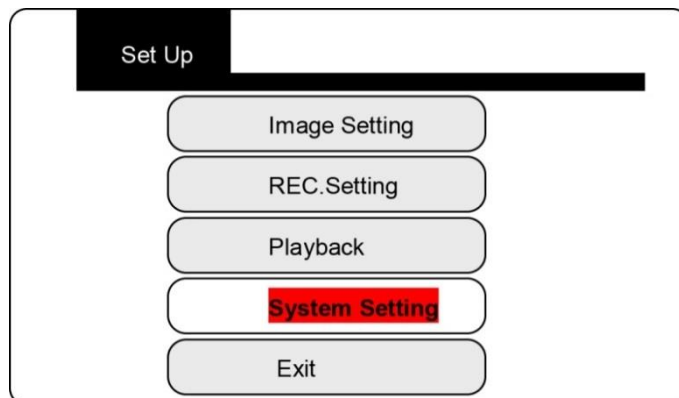 Set Up
Image Setting
REC.Setting
Playback
System Setting
Exit